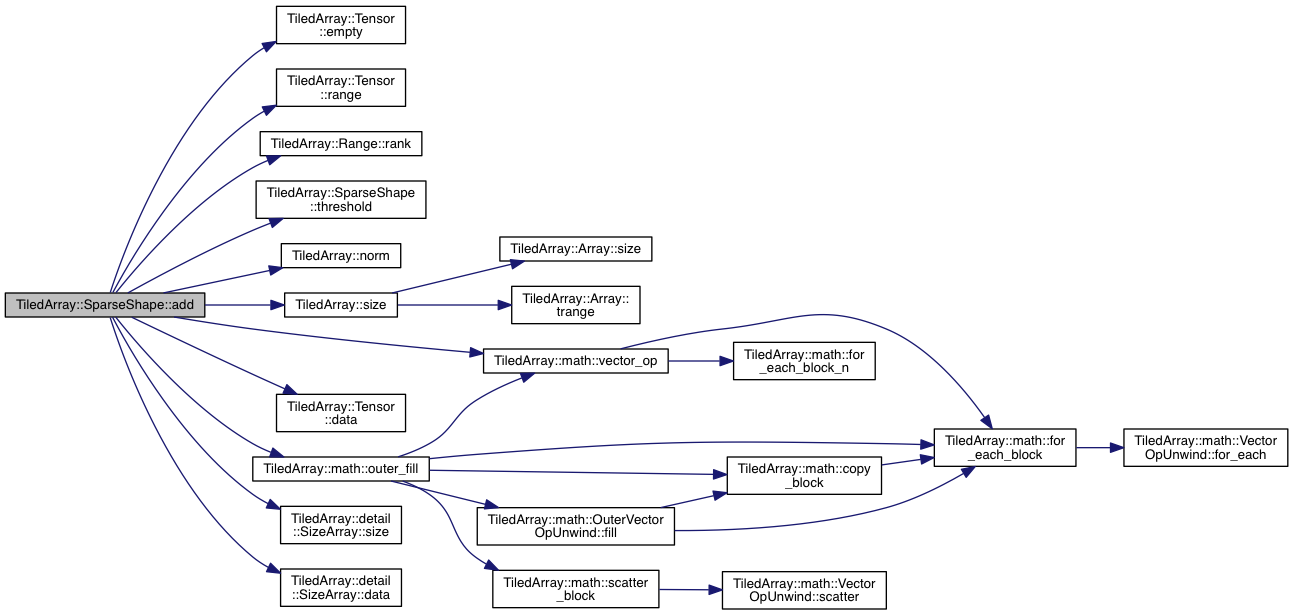 TiledArray::SparseShape::add
TiledArray::Tensor
::empty
TiledArray::Tensor
::range
TiledArray::Range::rank
TiledArray::SparseShape
::threshold
TiledArray::norm
TiledArray::size
TiledArray::Array::size
TiledArray::Array::
trange
TiledArray::math::vector_op
TiledArray::math::for
_each_block_n
TiledArray::Tensor
::data
TiledArray::math::outer_fill
TiledArray::math::for
_each_block
TiledArray::math::Vector
OpUnwind::for_each
TiledArray::math::copy
_block
TiledArray::detail
::SizeArray::size
TiledArray::math::OuterVector
OpUnwind::fill
TiledArray::detail
::SizeArray::data
TiledArray::math::scatter
_block
TiledArray::math::Vector
OpUnwind::scatter